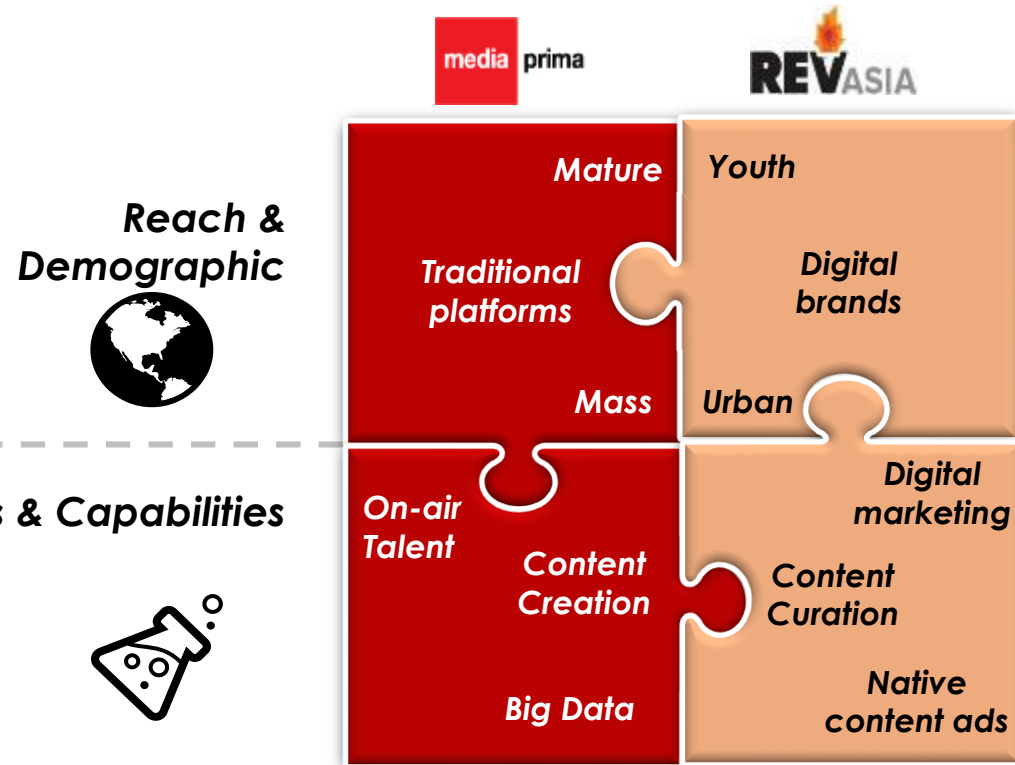 media prima
REVASIA
Mature
Youth
Reach &
Demographic
Traditional
platforms
Digital
brands
Mass
Urban
& Capabilities
On-air
Talent
Digital
marketing
Content
Creation
Content
Curation
Big Data
Native
content ads